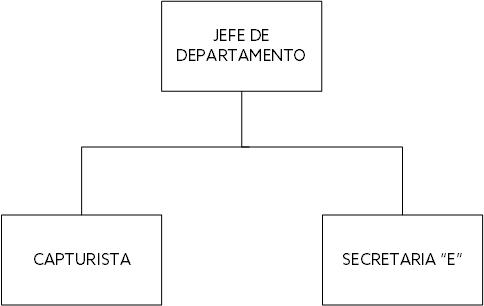 JEFE DE
DEPARTAMENTO
CAPTURISTA
SECRETARIA “E”